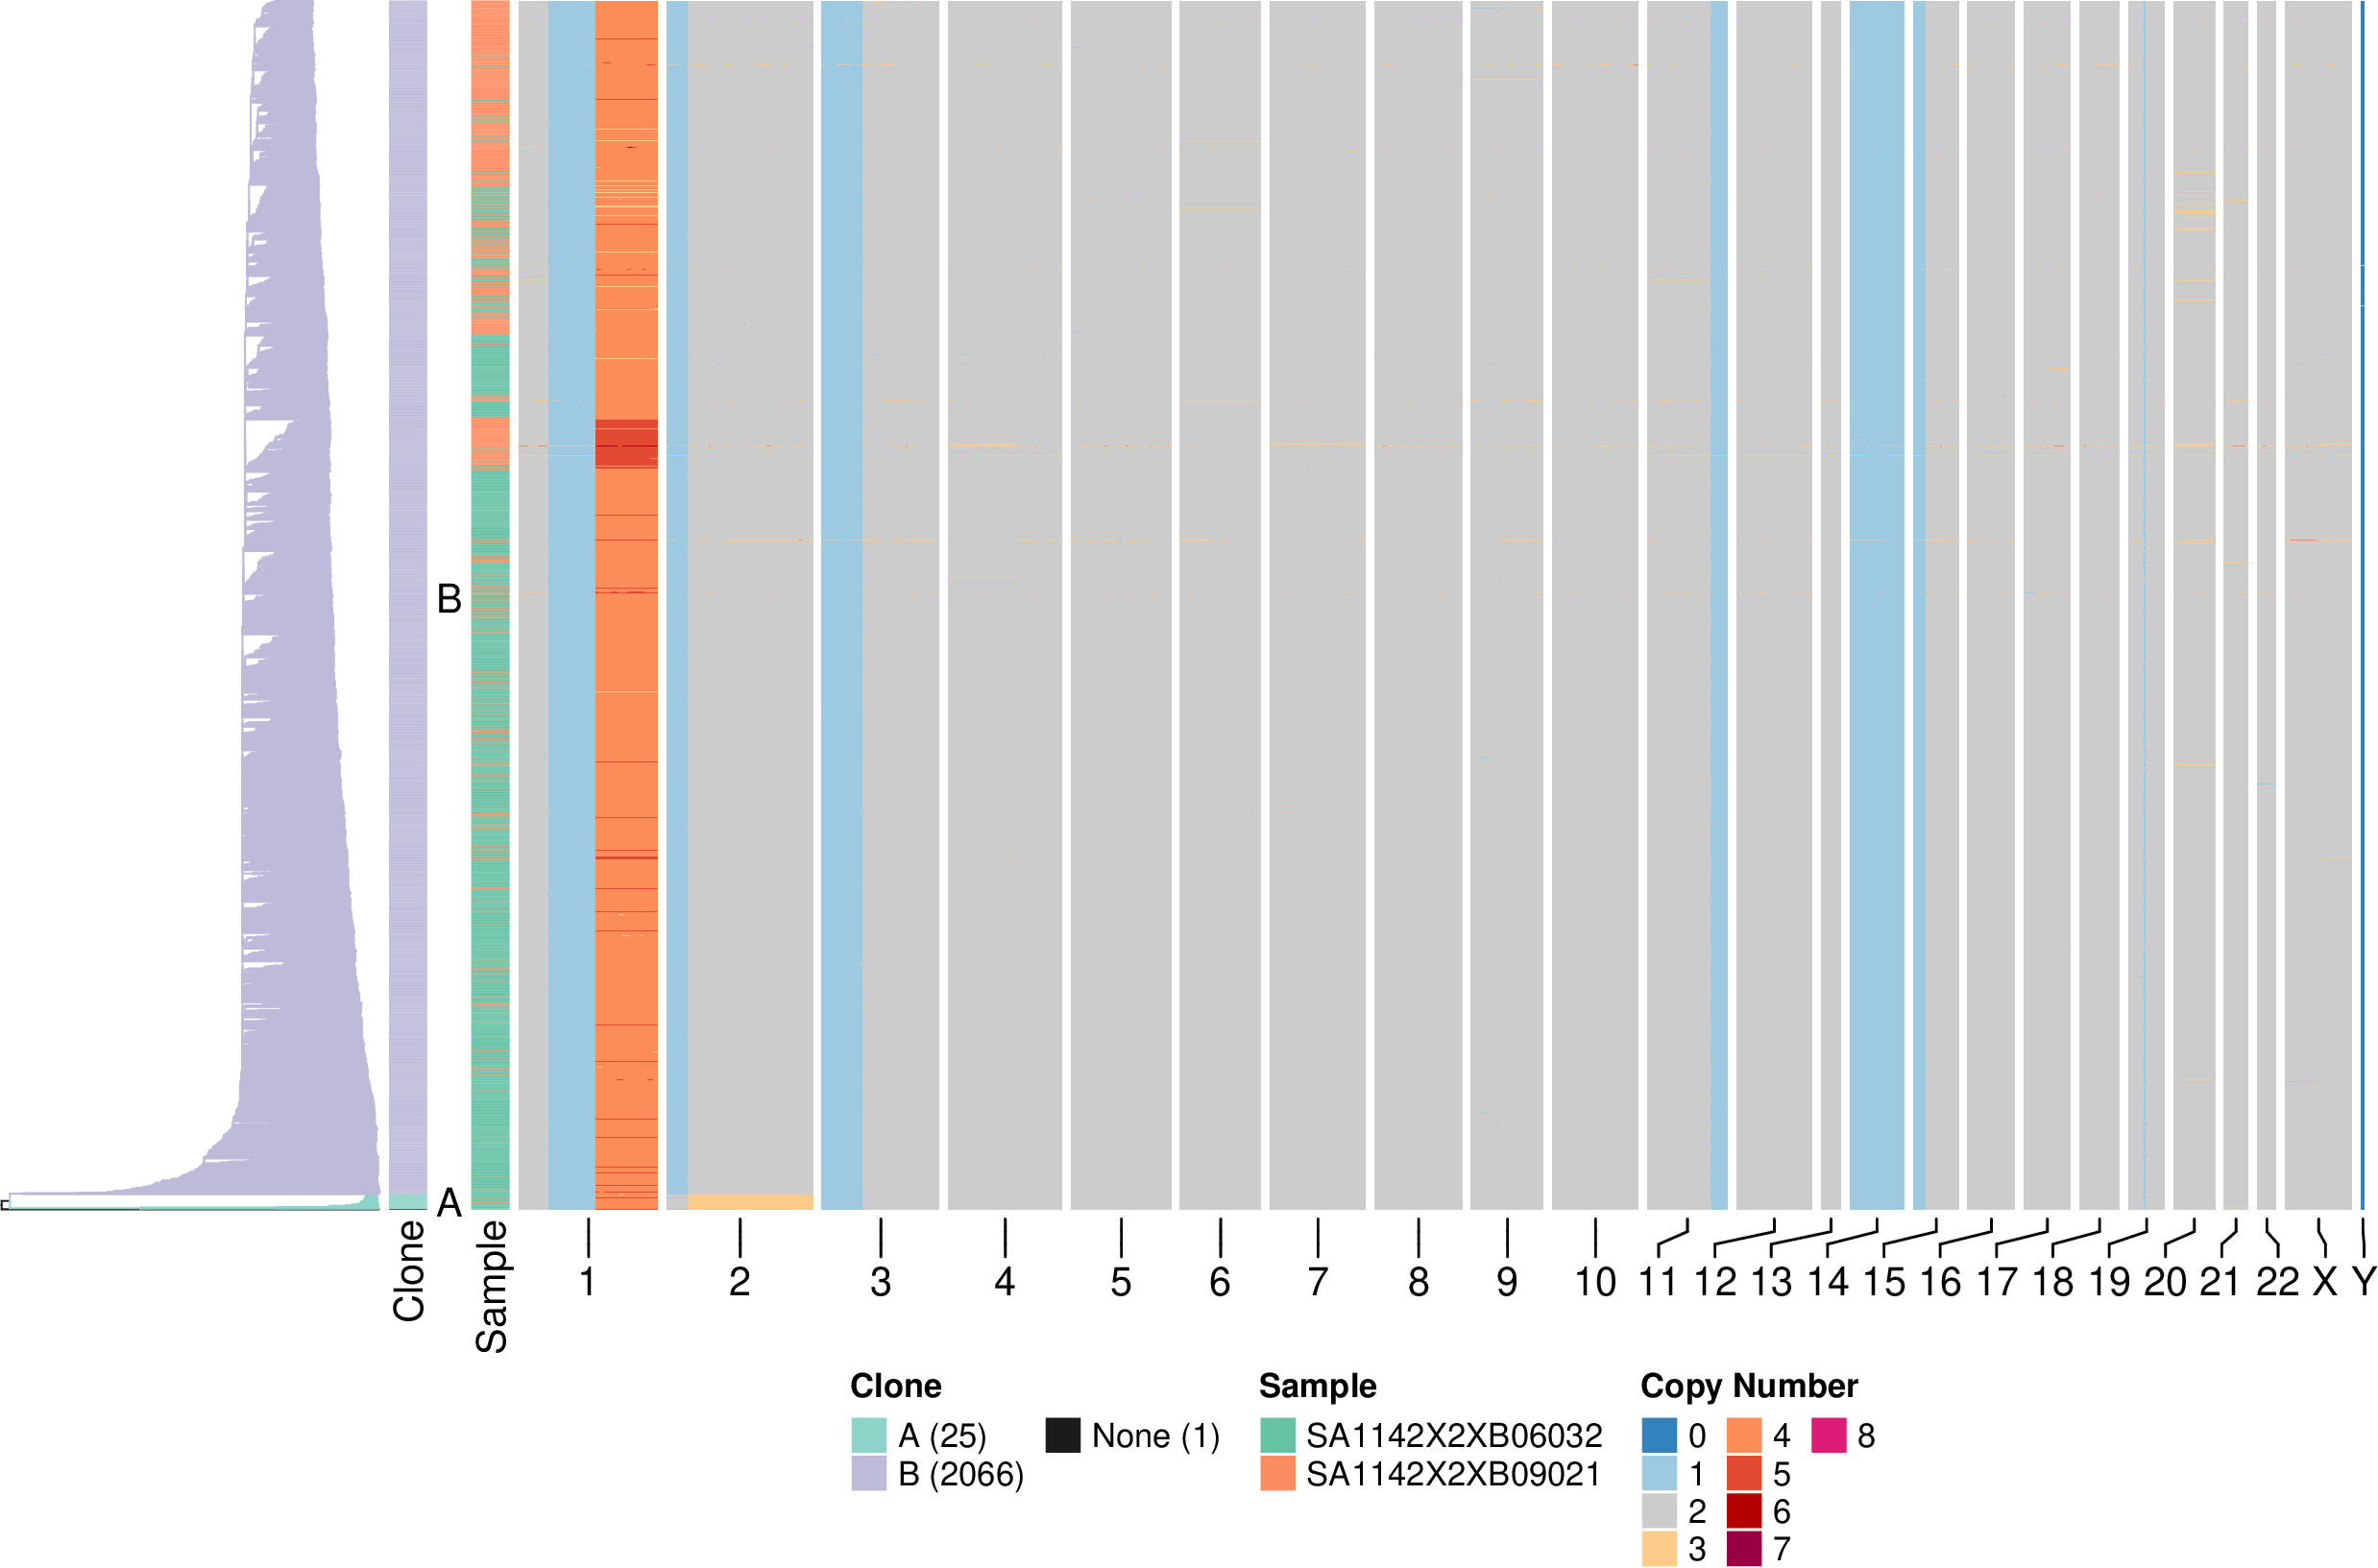 B
A
Clone
Sample
1 2 3 4 5 6 7 8 9 10 11 12 13 14 15 16 17 18 19 20 21 22 X Y
Clone
A (25)
B (2066)
None (1)
Sample
SA1142X2XB06032
SA1142X2XB09021
Copy Number
0
1
2
3
4
5
6
7
8